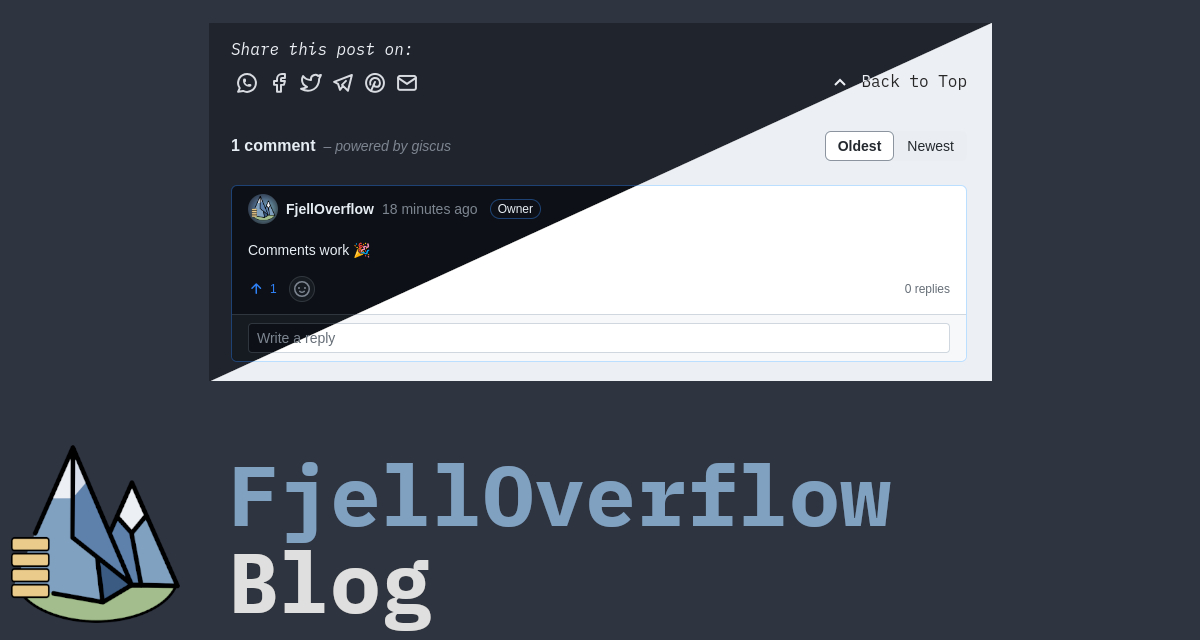 Share this post on:
Back to Top
1 comment – powered by giscus
Oldest Newest
FjellOverflow 18 minutes ago Owner
Comments work 🎉
1
0 replies
Write a reply
FjellOverflow
Blog